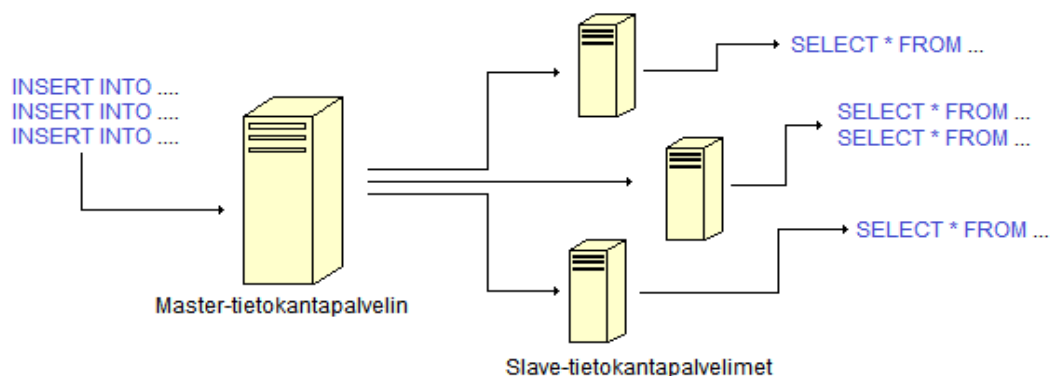 INSERT INTO ....
INSERT INTO ....
INSERT INTO ....
Master-tietokantapalvelin
SELECT * FROM ...
SELECT * FROM ...
SELECT * FROM ...
SELECT * FROM ...
Slave-tietokantapalvelimet